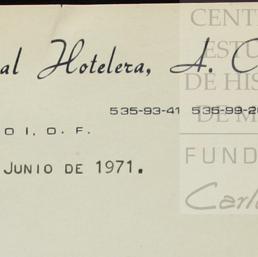 al Hotelera, A. C
535-93-41 535-99-2
O I, D. F.
JUNIO DE 1971.
CENT
ESTU
DE HIS
DE M
FUND
Carl